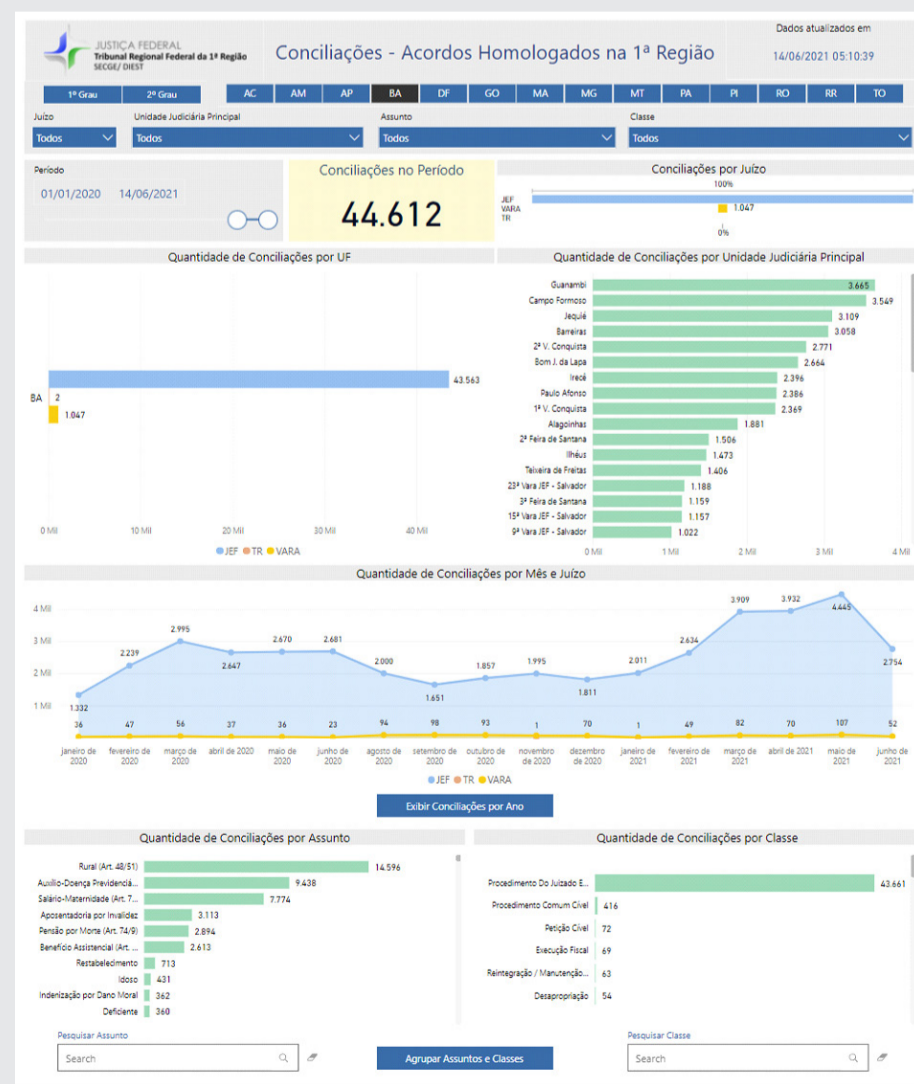 JUSTIÇA FEDERAL
Tribunal Regional Federal da 1ª Região
SECGE/ DIEST
Conciliações - Acordos Homologados na 1ª Região
Dados atualizados em
14/06/2021 05:10:39
1º Grau 2º Grau AC AM AP BA DF GO MA MG MT PA PI RO RR TO
Juízo Unidade Judiciária Principal Assunto Classe
Todos Todos Todos Todos
Período
01/01/2020 14/06/2021
Conciliações no Período
44.612
Conciliações por Juízo
100%
JEF
VARA 1.047
TR
0%
Quantidade de Conciliações por UF
43.563
BA 2
1.047
0 Mil 10 Mil 20 Mil 30 Mil 40 Mil
JEF TR VARA
Quantidade de Conciliações por Unidade Judiciária Principal
Guanambi 3.665
Campo Formoso 3.549
Jequié 3.109
Barreiras 3.058
2ª V. Conquista 2.771
Bom J. da Lapa 2.664
Irecê 2.396
Paulo Afonso 2.386
1ª V. Conquista 2.369
Alagoinhas 1.881
2ª Feira de Santana 1.506
Ilhéus 1.473
Teixeira de Freitas 1.406
23ª Vara JEF - Salvador 1.188
3ª Feira de Santana 1.159
15ª Vara JEF - Salvador 1.157
9ª Vara JEF - Salvador 1.022
0 Mil 1 Mil 2 Mil 3 Mil 4 Mil
Quantidade de Conciliações por Mês e Juízo
4 Mil
3 Mil
2 Mil
1 Mil
1.332 2.239 2.995 2.647 2.670 2.681 2.000 1.651 1.857 1.995 1.811 2.011 2.634 3.909 3.932 4.445 2.754
36 47 56 37 36 23 94 98 93 1 70 1 49 82 70 107 52
janeiro de 2020 fevereiro de 2020 março de 2020 abril de 2020 maio de 2020 junho de 2020 agosto de 2020 setembro de 2020 outubro de 2020 novembro de 2020 dezembro de 2020 janeiro de 2021 fevereiro de 2021 março de 2021 abril de 2021 maio de 2021 junho de 2021
JEF TR VARA
Exibir Conciliações por Ano
Quantidade de Conciliações por Assunto
Rural (Art. 48/51) 14.596
Auxílio-Doença Previdenciá... 9.438
Salário-Maternidade (Art. 7... 7.774
Aposentadoria por Invalidez 3.113
Pensão por Morte (Art. 74/9) 2.894
Benefício Assistencial (Art. ... 2.613
Restabelecimento 713
Idoso 431
Indenização por Dano Moral 362
Deficiente 360
Quantidade de Conciliações por Classe
Procedimento Do Juizado E... 43.661
Procedimento Comum Cível 416
Petição Cível 72
Execução Fiscal 69
Reintegração / Manutenção... 63
Desapropriação 54
Pesquisar Assunto
Search
Agrupar Assuntos e Classes
Pesquisar Classe
Search